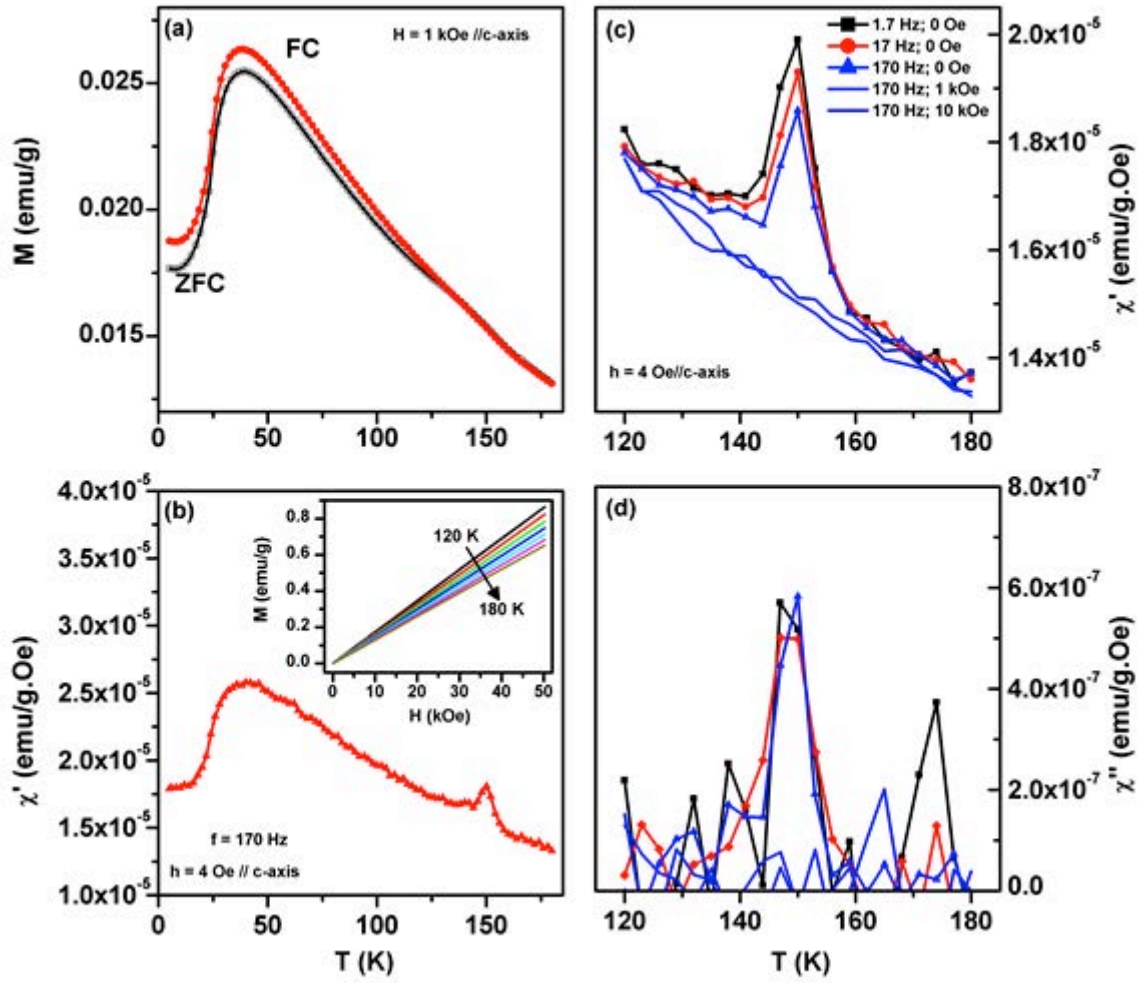 (a)
H = 1 kOe //c-axis
FC
ZFC
M (emu/g)
0.025
0.020
0.015
0 50 100 150
(c)
1.7 Hz; 0 Oe
17 Hz; 0 Oe
170 Hz; 0 Oe
170 Hz; 1 kOe
170 Hz; 10 kOe
h = 4 Oe//c-axis
2.0x10⁻⁵
1.8x10⁻⁵
1.6x10⁻⁵
1.4x10⁻⁵
χ' (emu/g.Oe)
120 140 160 180
(b)
4.0x10⁻⁵
3.5x10⁻⁵
3.0x10⁻⁵
2.5x10⁻⁵
2.0x10⁻⁵
1.5x10⁻⁵
1.0x10⁻⁵
χ' (emu/g.Oe)
M (emu/g)
0.8
0.6
0.4
0.2
0.0
120 K
180 K
0 10 20 30 40 50
H (kOe)
f = 170 Hz
h = 4 Oe // c-axis
0 50 100 150
T (K)
(d)
8.0x10⁻⁷
6.0x10⁻⁷
4.0x10⁻⁷
2.0x10⁻⁷
0.0
χ'' (emu/g.Oe)
120 140 160 180
T (K)